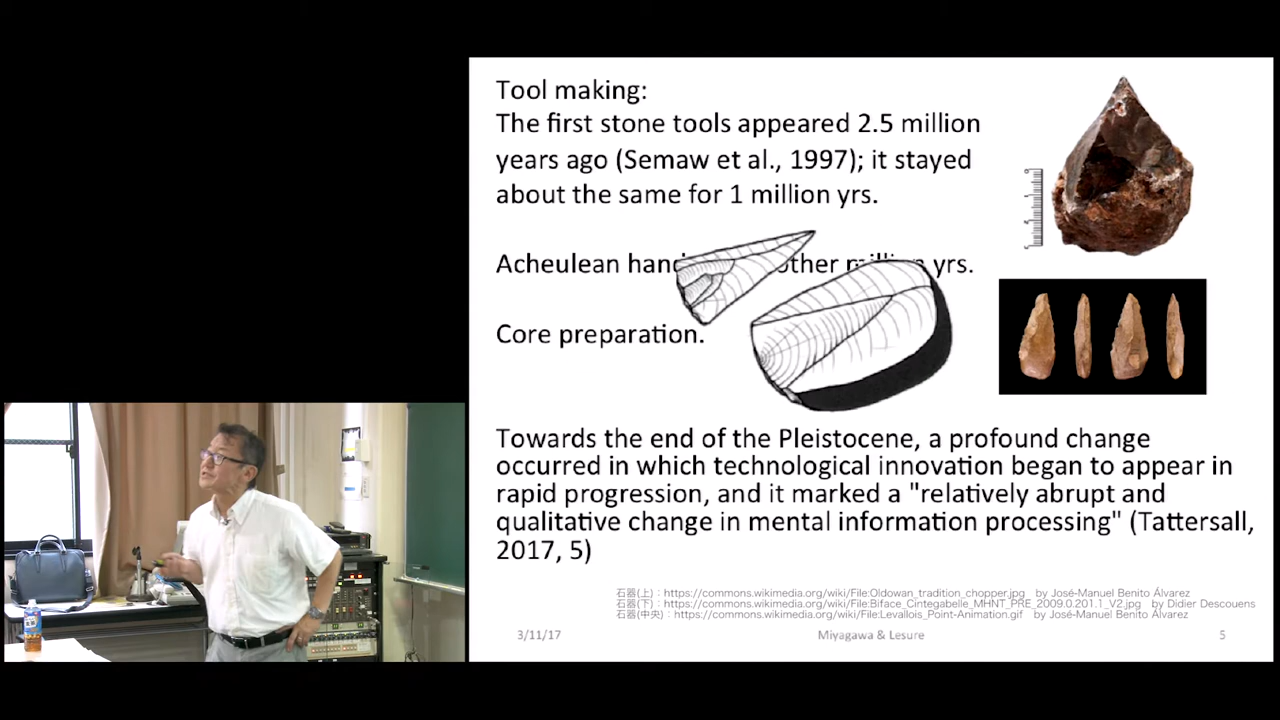 Tool making:
The first stone tools appeared 2.5 million
years ago (Semaw et al., 1997); it stayed
about the same for 1 million yrs.
Acheulean hand other million yrs.
Core preparation.
Towards the end of the Pleistocene, a profound change
occurred in which technological innovation began to appear in
rapid progression, and it marked a "relatively abrupt and
qualitative change in mental information processing" (Tattersall,
2017, 5)
石器(上):https://commons.wikimedia.org/wiki/File:Oldowan_tradition_chopper.jpg by José-Manuel Benito Álvarez
石器(下):https://commons.wikimedia.org/wiki/File:Biface_Cintegabelle_MHNT_PRE_2009.0.201.1_V2.jpg by Didier Descouens
石器(中央):https://commons.wikimedia.org/wiki/File:Levallois_Point-Animation.gif by José-Manuel Benito Álvarez
3/11/17 Miyagawa & Lesure 5